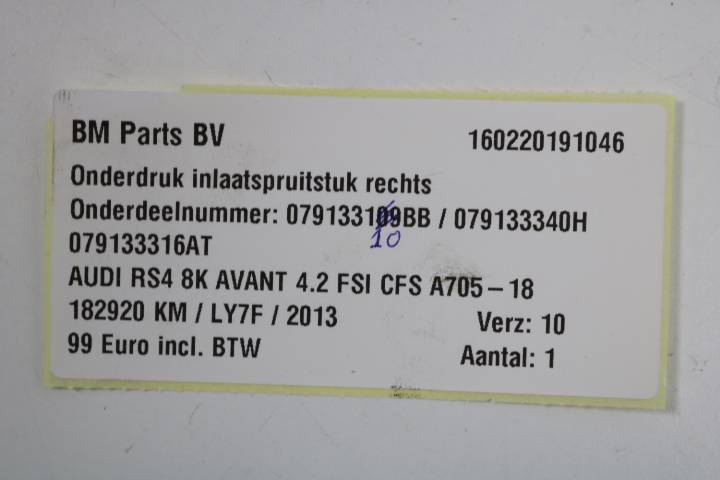 BM Parts BV 160220191046
Onderdruk inlaatspruitstuk rechts
Onderdeelnummer: 079133109BB / 079133340H
10
079133316AT
AUDI RS4 8K AVANT 4.2 FSI CFS A705-18
182920 KM / LY7F / 2013 Verz: 10
99 Euro incl. BTW Aantal: 1